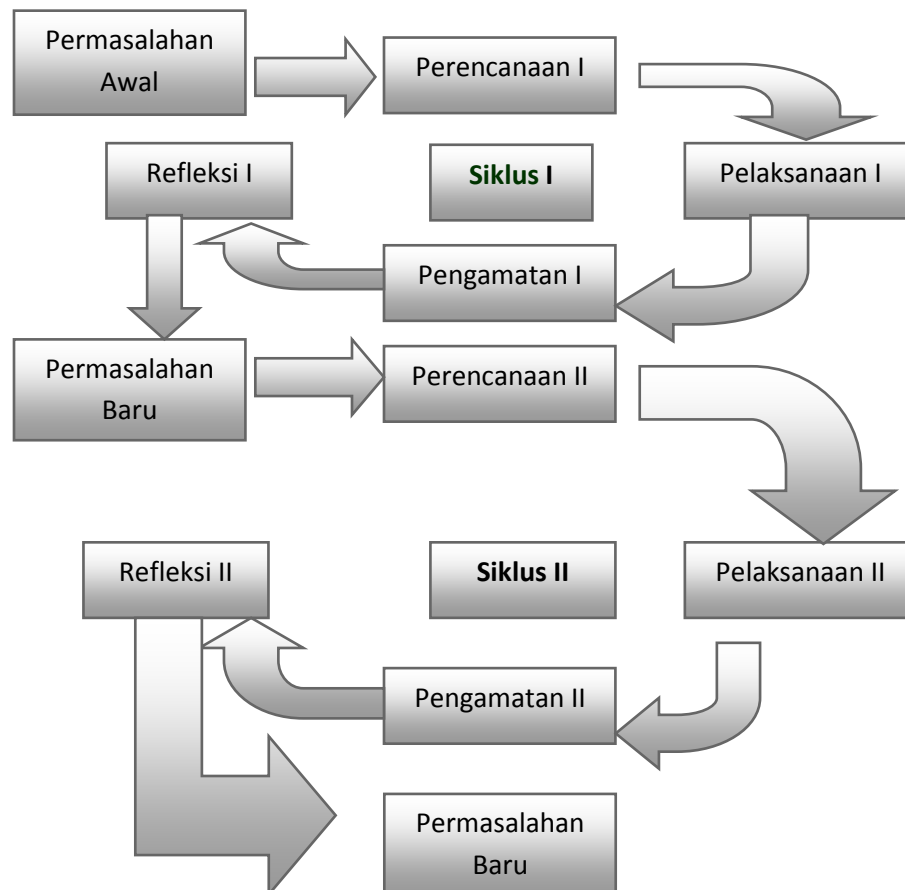 Permasalahan
Awal
Perencanaan I
Refleksi I
Siklus I
Pelaksanaan I
Pengamatan I
Permasalahan
Baru
Perencanaan II
Refleksi II
Siklus II
Pelaksanaan II
Pengamatan II
Permasalahan
Baru